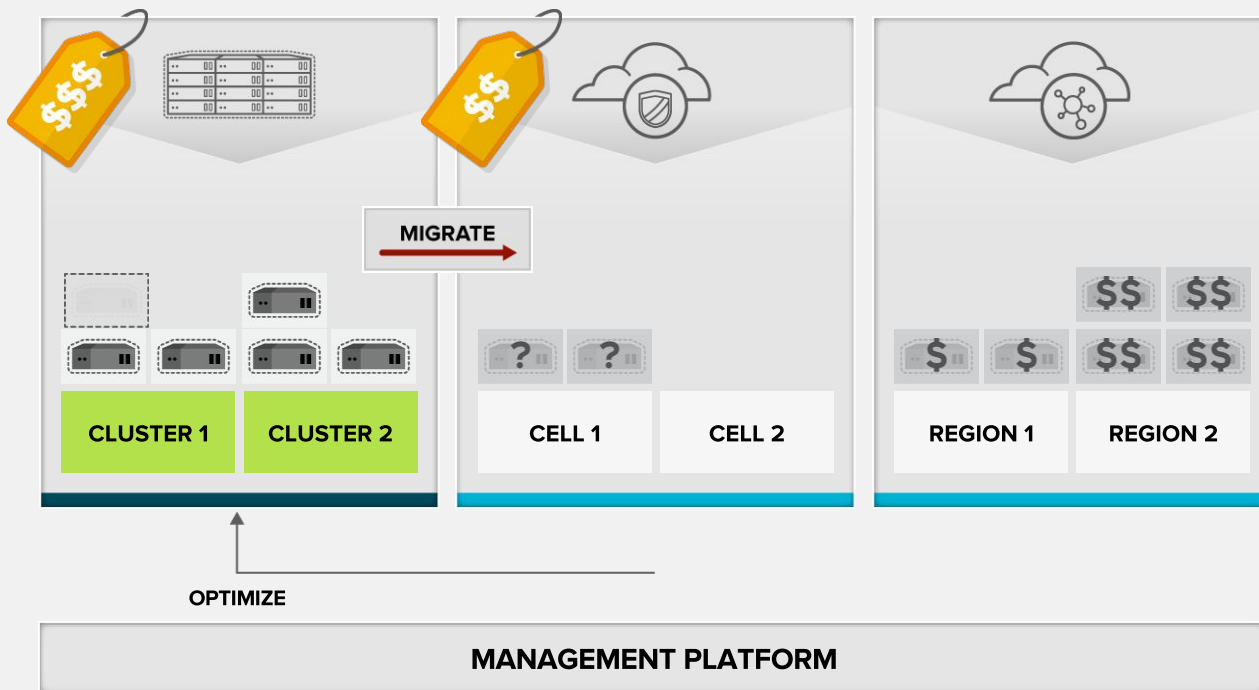 $$$
$$
MIGRATE
$$ $$
? ?
$ $ $$ $$
CLUSTER 1 CLUSTER 2
CELL 1 CELL 2
REGION 1 REGION 2
OPTIMIZE
MANAGEMENT PLATFORM